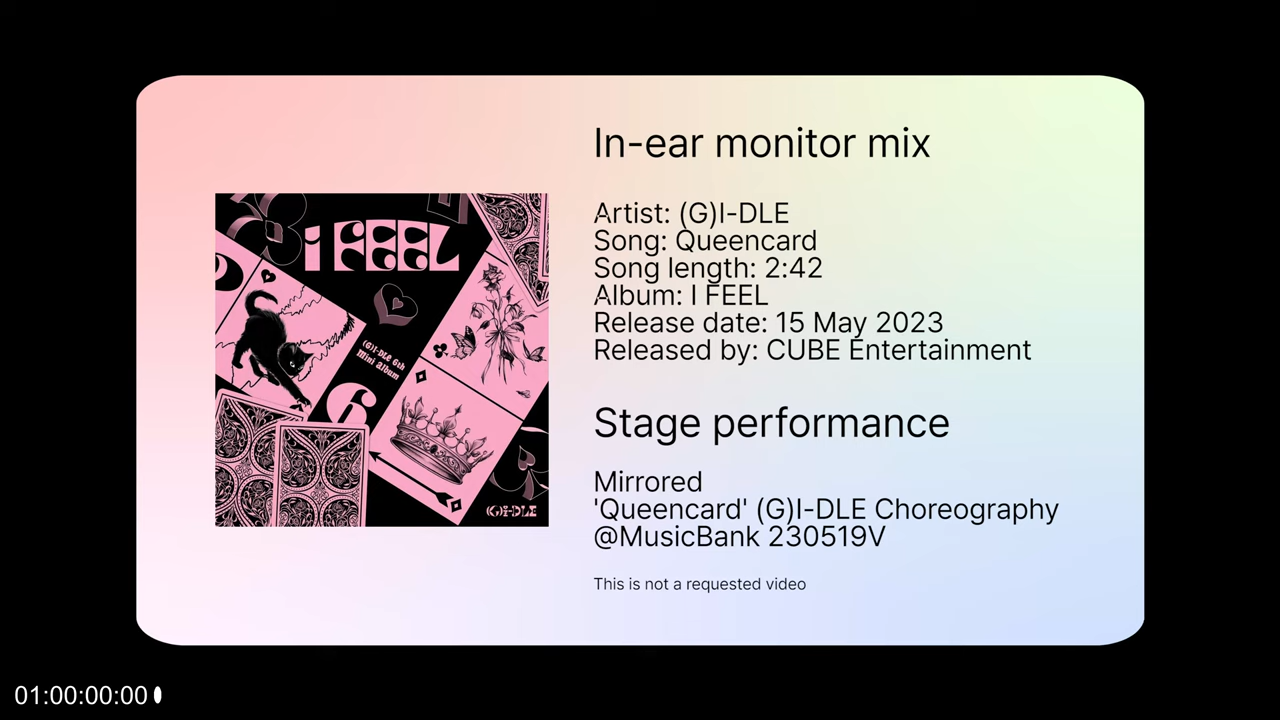 I FEEL
(G)I-DLE 6th
Mini Album
6
(G)I-DLE
In-ear monitor mix
Artist: (G)I-DLE
Song: Queencard
Song length: 2:42
Album: I FEEL
Release date: 15 May 2023
Released by: CUBE Entertainment
Stage performance
Mirrored
'Queencard' (G)I-DLE Choreography
@MusicBank 230519V
This is not a requested video
01:00:00:00